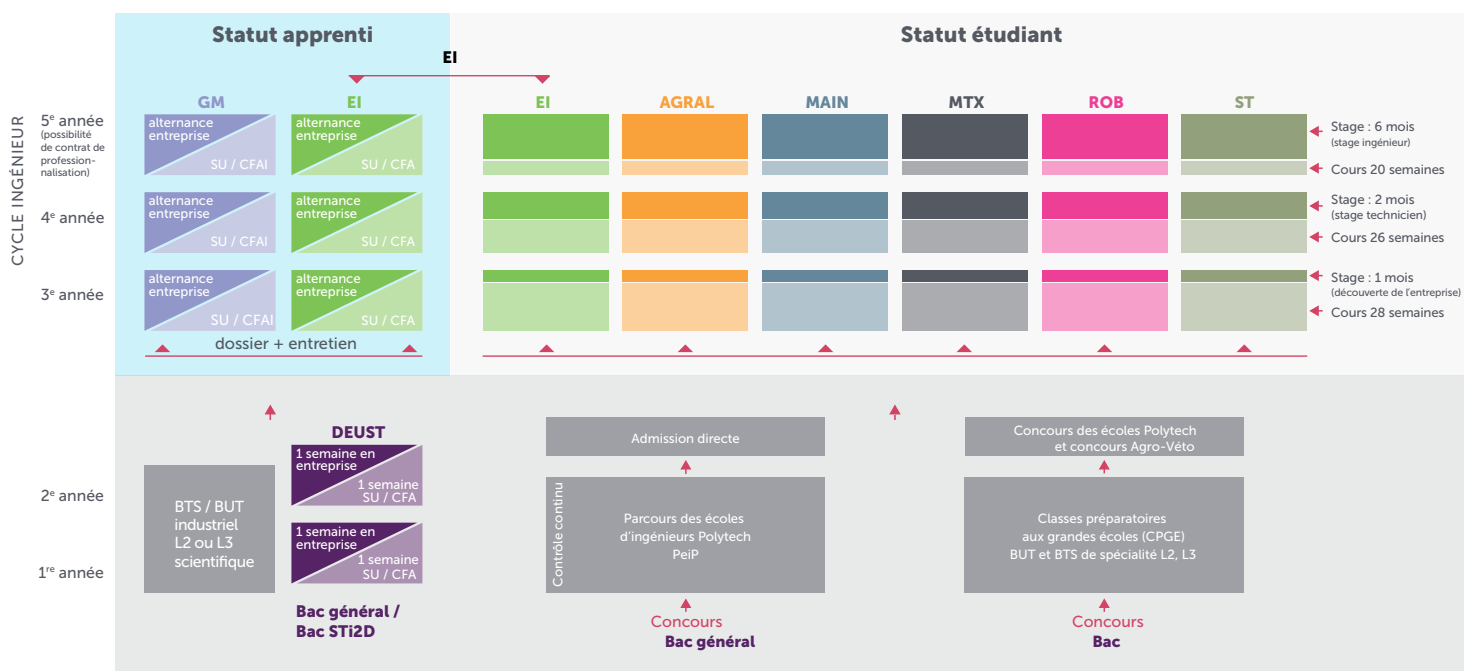 Statut apprenti
Statut étudiant
EI
GM
EI
EI
AGRAL
MAIN
MTX
ROB
ST
CYCLE INGÉNIEUR
5e année
(possibilité
de contrat de
profession-
nalisation)
alternance
entreprise
SU / CFAI
alternance
entreprise
SU / CFA
Stage : 6 mois
(stage ingénieur)
Cours 20 semaines
4e année
alternance
entreprise
SU / CFAI
alternance
entreprise
SU / CFA
Stage : 2 mois
(stage technicien)
Cours 26 semaines
3e année
alternance
entreprise
SU / CFAI
alternance
entreprise
SU / CFA
Stage : 1 mois
(découverte de l'entreprise)
Cours 28 semaines
dossier + entretien
2e année
1re année
BTS / BUT
industriel
L2 ou L3
scientifique
DEUST
1 semaine en
entreprise
1 semaine
SU / CFA
1 semaine en
entreprise
1 semaine
SU / CFA
Bac général /
Bac STi2D
Admission directe
Contrôle continu
Parcours des écoles
d'ingénieurs Polytech
PeiP
Concours
Bac général
Concours des écoles Polytech
et concours Agro-Véto
Classes préparatoires
aux grandes écoles (CPGE)
BUT et BTS de spécialité L2, L3
Concours
Bac